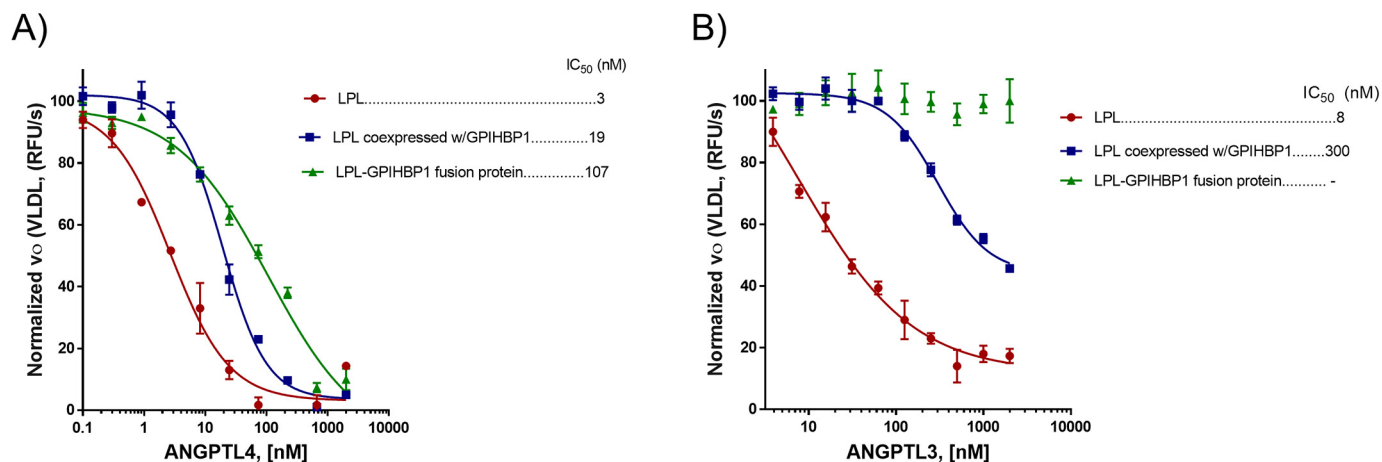 A)
IC50 (nM)
LPL............................................................3
LPL coexpressed w/GPIHBP1.............19
LPL-GPIHBP1 fusion protein...............107
Normalized vo (VLDL, (RFU/s)
100
80
60
40
20
0
0.1 1 10 100 1000 10000
ANGPTL4, [nM]
B)
IC50 (nM)
LPL.................................................8
LPL coexpressed w/GPIHBP1........300
LPL-GPIHBP1 fusion protein........... -
Normalized vo (VLDL, (RFU/s)
100
80
60
40
20
0
10 100 1000 10000
ANGPTL3, [nM]